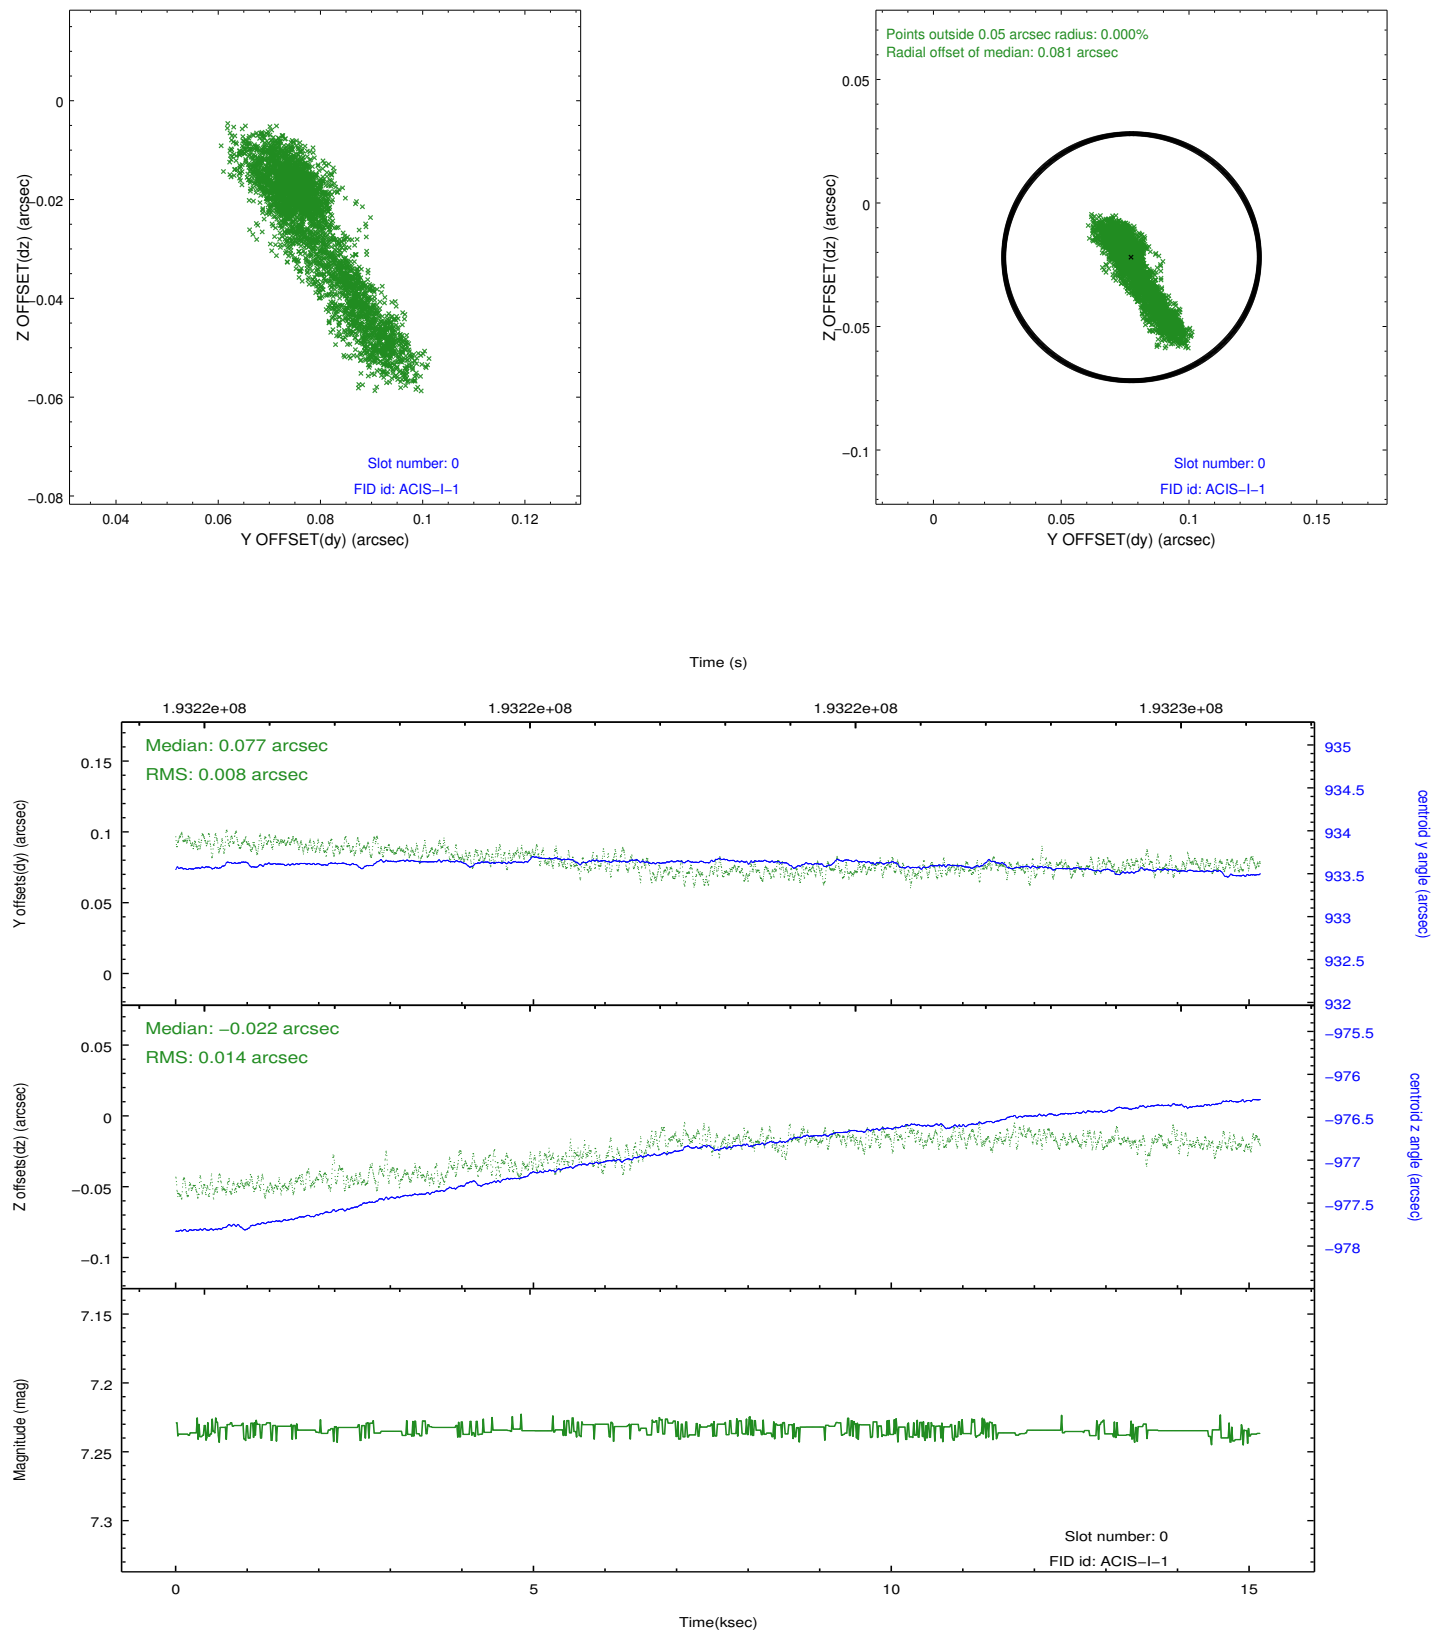 0
−0.02
−0.04
−0.06
−0.08
Z OFFSET(dz) (arcsec)
Slot number: 0
FID id: ACIS−I−1
0.04
0.06
0.08
0.1
0.12
Y OFFSET(dy) (arcsec)
Points outside 0.05 arcsec radius: 0.000%
Radial offset of median: 0.081 arcsec
0.05
0
−0.05
−0.1
Z OFFSET(dz) (arcsec)
Slot number: 0
FID id: ACIS−I−1
0
0.05
0.1
0.15
Y OFFSET(dy) (arcsec)
Time (s)
1.9322e+08
1.9322e+08
1.9322e+08
1.9323e+08
Median: 0.077 arcsec
RMS: 0.008 arcsec
0.15
0.1
0.05
0
Y offsets(dy) (arcsec)
935
934.5
934
933.5
933
932.5
932
centroid y angle (arcsec)
Median: −0.022 arcsec
RMS: 0.014 arcsec
0.05
0
−0.05
−0.1
Z offsets(dz) (arcsec)
−975.5
−976
−976.5
−977
−977.5
−978
centroid z angle (arcsec)
7.15
7.2
7.25
7.3
Magnitude (mag)
Slot number: 0
FID id: ACIS−I−1
0
5
10
15
Time(ksec)